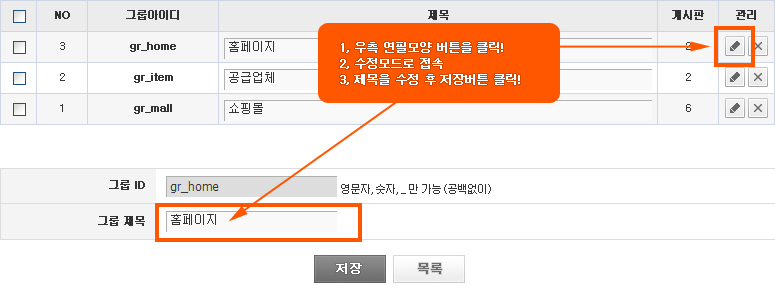 NO 그룹아이디 제목 게시판 관리
3 gr_home 홈페이지 2
2 gr_item 공급업체 2
1 gr_mall 쇼핑몰 6
1, 우측 연필모양 버튼을 클릭!
2, 수정모드로 접속
3, 제목을 수정 후 저장버튼 클릭!
그룹 ID gr_home 영문자, 숫자, _ 만 가능 (공백없이)
그룹 제목 홈페이지
저장 목록